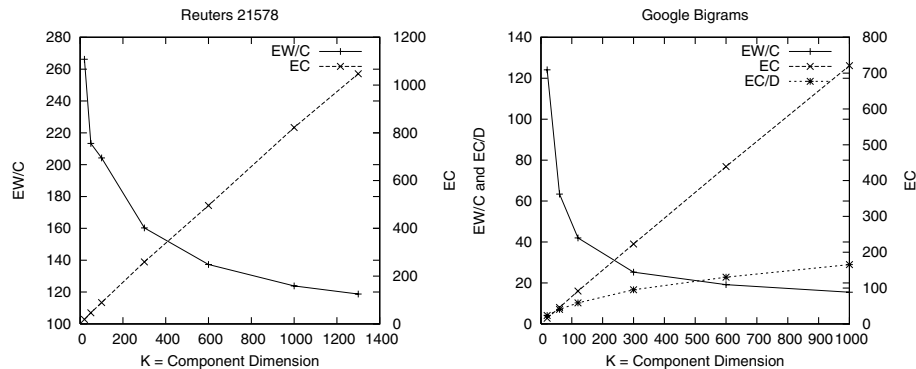 Reuters 21578
EW/C
280
260
240
220
200
180
160
140
120
100
0 200 400 600 800 1000 1200 1400
K = Component Dimension
1200
1000
800
600
400
200
0
EC
EW/C
EC
Google Bigrams
EW/C and EC/D
140
120
100
80
60
40
20
0
0 100 200 300 400 500 600 700 800 900 1000
K = Component Dimension
800
700
600
500
400
300
200
100
0
EC
EW/C
EC
EC/D